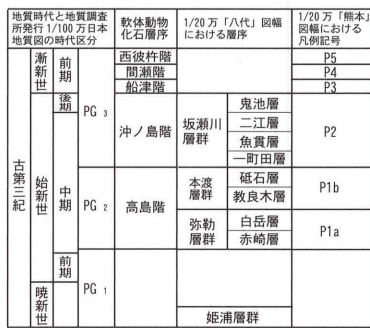 地質時代と地質調査
所発行1/100万日本
地質図の時代区分
軟体動物
化石層序
1/20万「八代」図幅
における層序
1/20万「熊本」
図幅における
凡例記号
古第三紀
漸新世
前期
西彼杵階
P5
間瀬階
P4
船津階
P3
始新世
後期
PG 3
沖ノ島階
坂瀬川
層群
鬼池層
二江層
魚貫層
一町田層
P2
中期
PG 2
高島階
本渡
層群
砥石層
教良木層
P1b
弥勒
層群
白岳層
赤崎層
P1a
前期
PG 1
暁新世
姫浦層群